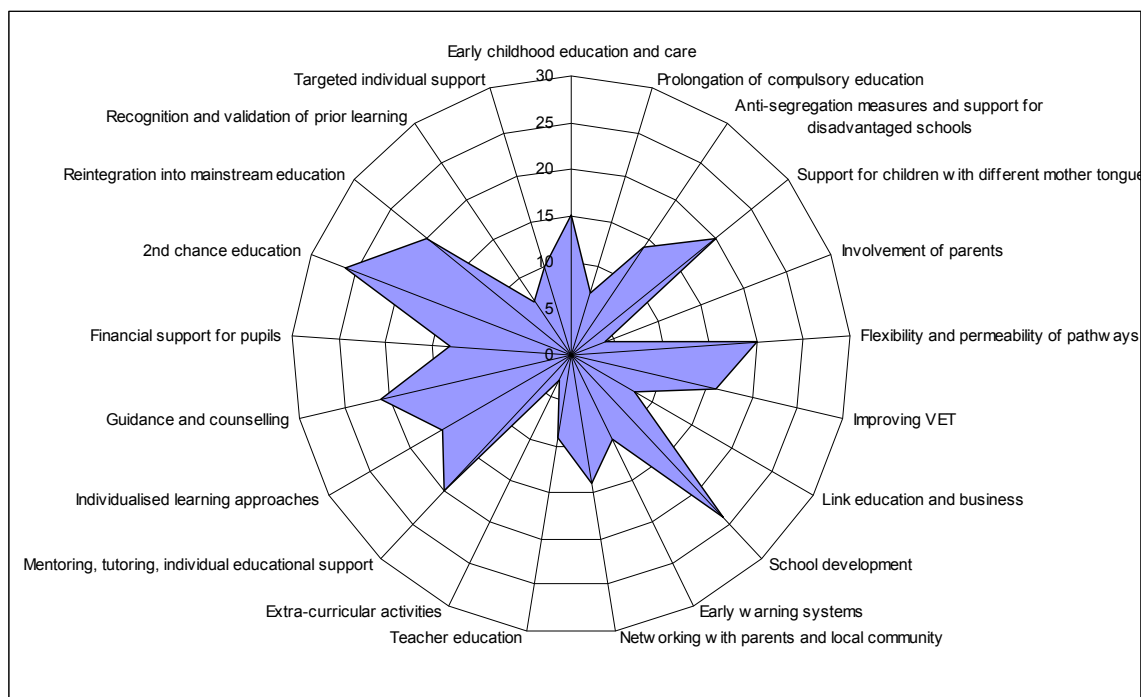 Early childhood education and care
Targeted individual support
30
Prolongation of compulsory education
Recognition and validation of prior learning
25
Anti-segregation measures and support for
disadvantaged schools
Reintegration into mainstream education
20
Support for children with different mother tongue
15
2nd chance education
10
Involvement of parents
5
Financial support for pupils
0
Flexibility and permeability of pathways
Guidance and counselling
Improving VET
Individualised learning approaches
Link education and business
Mentoring, tutoring, individual educational support
School development
Extra-curricular activities
Early warning systems
Teacher education
Networking with parents and local community